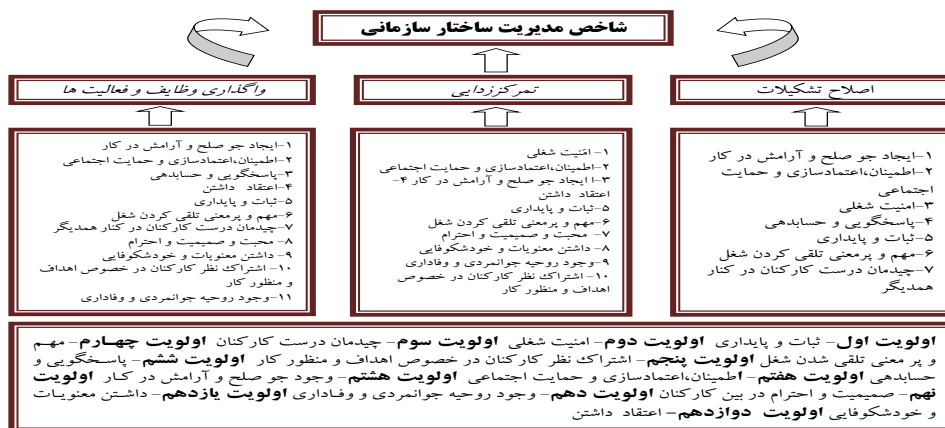 شاخص مدیریت ساختار سازمانی
اصلاح تشکیلات
تمرکززدایی
واگذاری وظایف و فعالیت ها
۱-ایجاد جو صلح و آرامش در کار
۲-اطمینان،اعتمادسازی و حمایت
اجتماعی
۳-امنیت شغلی
۴-پاسخگویی و حسابدهی
۵-ثبات و پایداری
۶-مهم و پرمعنی تلقی کردن شغل
۷-چیدمان درست کارکنان در کنار
همدیگر
۱- امنیت شغلی
۲-اطمینان،اعتمادسازی و حمایت اجتماعی
۳-ا ایجاد جو صلح و آرامش در کار ۴-
اعتقاد داشتن
۵-ثبات و پایداری
۶-مهم و پرمعنی تلقی کردن شغل
۷- محبت و صمیمیت و احترام
۸-داشتن معنویات و خودشکوفایی
۹-وجود روحیه جوانمردی و وفاداری
۱۰- اشتراک نظر کارکنان در خصوص
اهداف و منظور کار
۱-ایجاد جو صلح و آرامش در کار
۲-اطمینان،اعتمادسازی و حمایت اجتماعی
۳-پاسخگویی و حسابدهی
۴-اعتقاد داشتن
۵-ثبات و پایداری
۶-مهم و پرمعنی تلقی کردن شغل
۷-چیدمان درست کارکنان در کنار همدیگر
۸- محبت و صمیمیت و احترام
۹- داشتن معنویات و خودشکوفایی
۱۰- اشتراک نظر کارکنان در خصوص اهداف
و منظور کار
۱۱-وجود روحیه جوانمردی و وفاداری
اولویت اول- ثبات و پایداری اولویت دوم- امنیت شغلی اولویت سوم- چیدمان درست کارکنان اولویت چهارم- مهم
و پر معنی تلقی شدن شغل اولویت پنجم- اشتراک نظر کارکنان در خصوص اهداف و منظور کار اولویت ششم- پاسخگویی و
حسابدهی اولویت هفتم- اطمینان،اعتمادسازی و حمایت اجتماعی اولویت هشتم- وجود جو صلح و آرامش در کار اولویت
نهم- صمیمیت و احترام در بین کارکنان اولویت دهم- وجود روحیه جوانمردی و وفاداری اولویت یازدهم- داشتن معنویات
و خودشکوفایی اولویت دوازدهم- اعتقاد داشتن